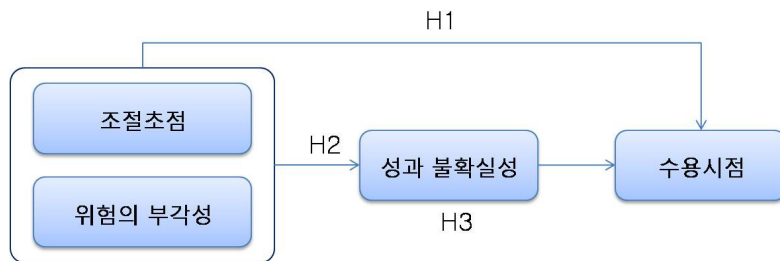 H1
조절초점
H2
성과 불확실성
수용시점
위험의 부각성
H3